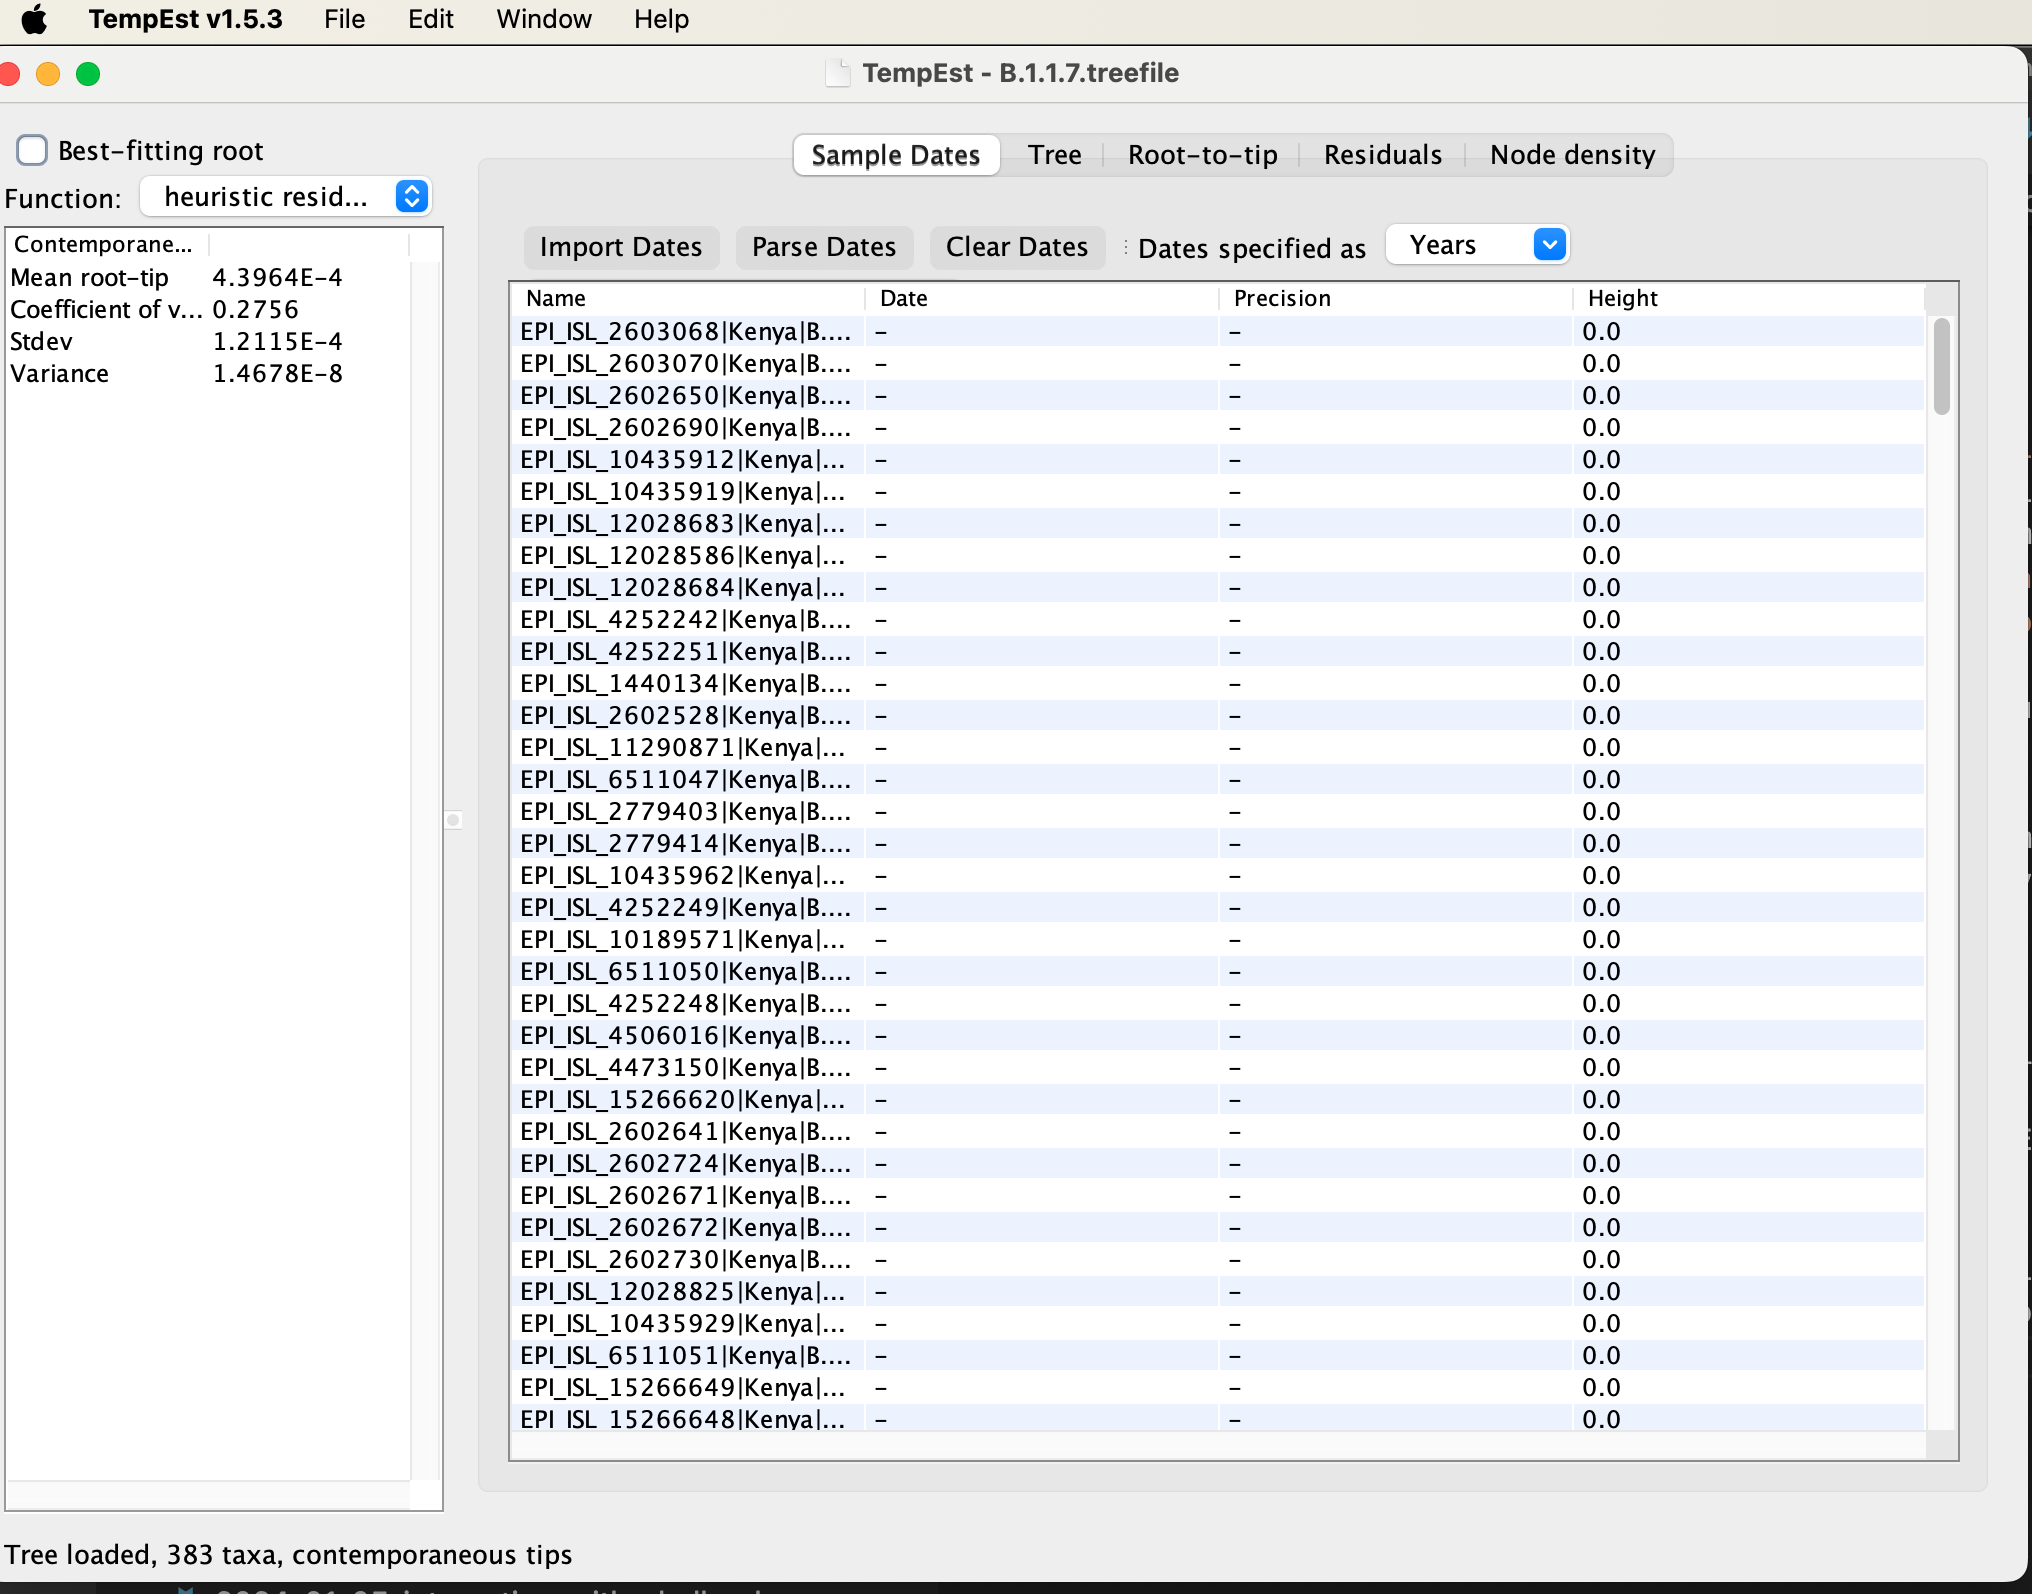 TempEst v1.5.3 File Edit Window Help
TempEst - B.1.1.7.treefile
Best-fitting root
Function: heuristic resid...
Contemporane...
Mean root-tip 4.3964E-4
Coefficient of v... 0.2756
Stdev 1.2115E-4
Variance 1.4678E-8
Sample Dates Tree Root-to-tip Residuals Node density
Import Dates Parse Dates Clear Dates Dates specified as Years
Name Date Precision Height
EPI_ISL_2603068|Kenya|B.... – – 0.0
EPI_ISL_2603070|Kenya|B.... – – 0.0
EPI_ISL_2602650|Kenya|B.... – – 0.0
EPI_ISL_2602690|Kenya|B.... – – 0.0
EPI_ISL_10435912|Kenya|... – – 0.0
EPI_ISL_10435919|Kenya|... – – 0.0
EPI_ISL_12028683|Kenya|... – – 0.0
EPI_ISL_12028586|Kenya|... – – 0.0
EPI_ISL_12028684|Kenya|... – – 0.0
EPI_ISL_4252242|Kenya|B.... – – 0.0
EPI_ISL_4252251|Kenya|B.... – – 0.0
EPI_ISL_1440134|Kenya|B.... – – 0.0
EPI_ISL_2602528|Kenya|B.... – – 0.0
EPI_ISL_11290871|Kenya|... – – 0.0
EPI_ISL_6511047|Kenya|B.... – – 0.0
EPI_ISL_2779403|Kenya|B.... – – 0.0
EPI_ISL_2779414|Kenya|B.... – – 0.0
EPI_ISL_10435962|Kenya|... – – 0.0
EPI_ISL_4252249|Kenya|B.... – – 0.0
EPI_ISL_10189571|Kenya|... – – 0.0
EPI_ISL_6511050|Kenya|B.... – – 0.0
EPI_ISL_4252248|Kenya|B.... – – 0.0
EPI_ISL_4506016|Kenya|B.... – – 0.0
EPI_ISL_4473150|Kenya|B.... – – 0.0
EPI_ISL_15266620|Kenya|... – – 0.0
EPI_ISL_2602641|Kenya|B.... – – 0.0
EPI_ISL_2602724|Kenya|B.... – – 0.0
EPI_ISL_2602671|Kenya|B.... – – 0.0
EPI_ISL_2602672|Kenya|B.... – – 0.0
EPI_ISL_2602730|Kenya|B.... – – 0.0
EPI_ISL_12028825|Kenya|... – – 0.0
EPI_ISL_10435929|Kenya|... – – 0.0
EPI_ISL_6511051|Kenya|B.... – – 0.0
EPI_ISL_15266649|Kenya|... – – 0.0
EPI_ISL_15266648|Kenya|... – – 0.0
Tree loaded, 383 taxa, contemporaneous tips